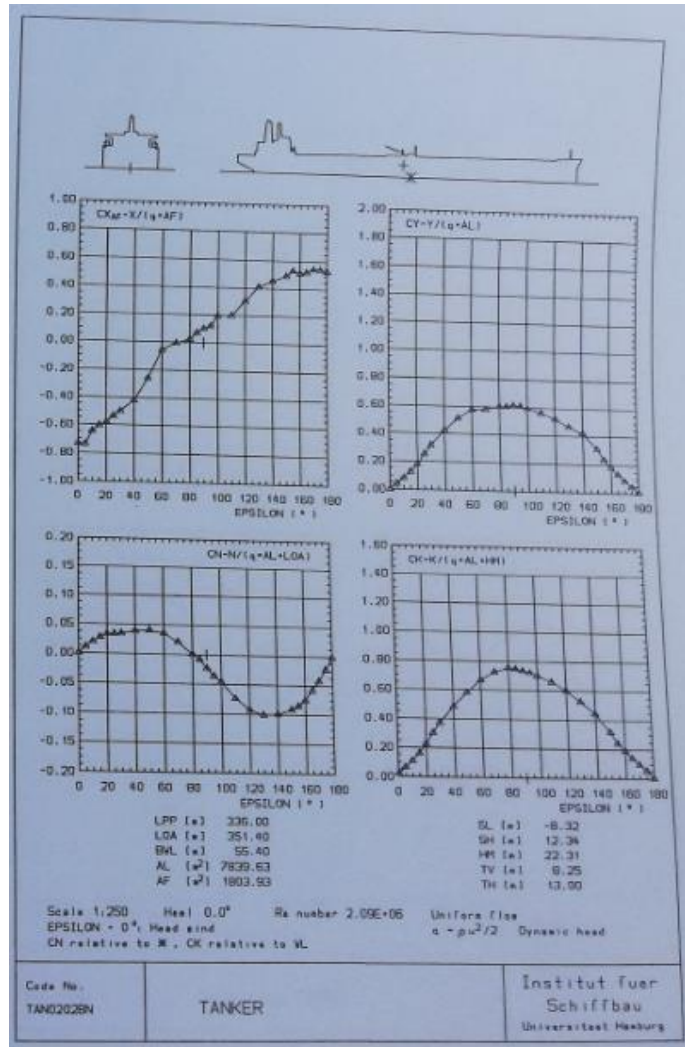 CXAF=X/(q*AF)
1.00
0.80
0.60
0.40
0.20
0.00
-0.20
-0.40
-0.60
-0.80
-1.00
0 20 40 60 80 100 120 140 160 180
EPSILON (°)
CY=Y/(q*AL)
2.00
1.80
1.60
1.40
1.20
1.00
0.80
0.60
0.40
0.20
0.00
0 20 40 60 80 100 120 140 160 180
EPSILON (°)
CN=N/(q*AL*LOA)
0.20
0.15
0.10
0.05
0.00
-0.05
-0.10
-0.15
-0.20
0 20 40 60 80 100 120 140 160 180
EPSILON (°)
CK=K/(q*AL*HM)
1.60
1.40
1.20
1.00
0.80
0.60
0.40
0.20
0.00
0 20 40 60 80 100 120 140 160 180
EPSILON (°)
LPP [m] 335.00
LOA [m] 351.40
BWL [m] 55.40
AL [m²] 7839.63
AF [m²] 1803.93
SL [m] -8.32
SH [m] 12.34
HM [m] 22.31
TV [m] 8.25
TH [m] 13.00
Scale 1:250 Heel 0.0° Re number 2.09E+06 Uniform flow
EPSILON = 0°: Head wind q = ρu²/2 Dynamic head
CN relative to , CK relative to WL
Code No.
TAN0202BN
TANKER
Institut fuer
Schiffbau
Universitaet Hamburg